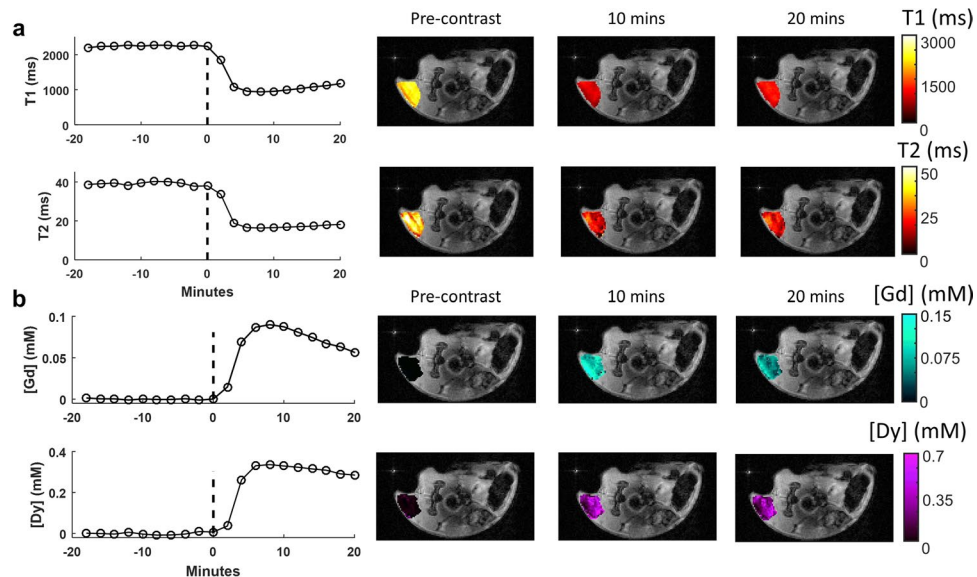 a
Pre-contrast 10 mins 20 mins T1 (ms)
T1 (ms)
2000
1000
0
-20 -10 0 10 20
3000
1500
0
T2 (ms)
T2 (ms)
40
20
0
-20 -10 0 10 20
Minutes
50
25
0
b
Pre-contrast 10 mins 20 mins [Gd] (mM)
[Gd] (mM)
0.1
0.05
0
-20 -10 0 10 20
0.15
0.075
0
[Dy] (mM)
[Dy] (mM)
0.4
0.2
0
-20 -10 0 10 20
Minutes
0.7
0.35
0